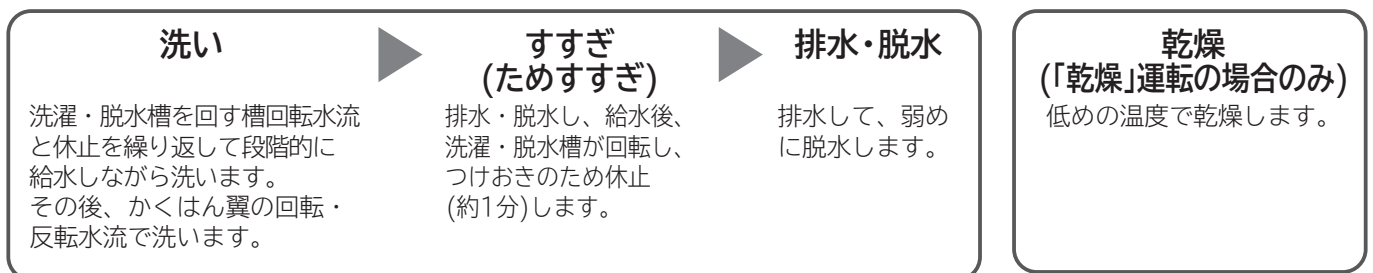 洗い
洗濯・脱水槽を回す槽回転水流
と休止を繰り返して段階的に
給水しながら洗います。
その後、かくはん翼の回転・
反転水流で洗います。
すすぎ
(ためすすぎ)
排水・脱水し、給水後、
洗濯・脱水槽が回転し、
つけおきのため休止
(約1分)します。
排水・脱水
排水して、弱め
に脱水します。
乾燥
(「乾燥」運転の場合のみ)
低めの温度で乾燥します。